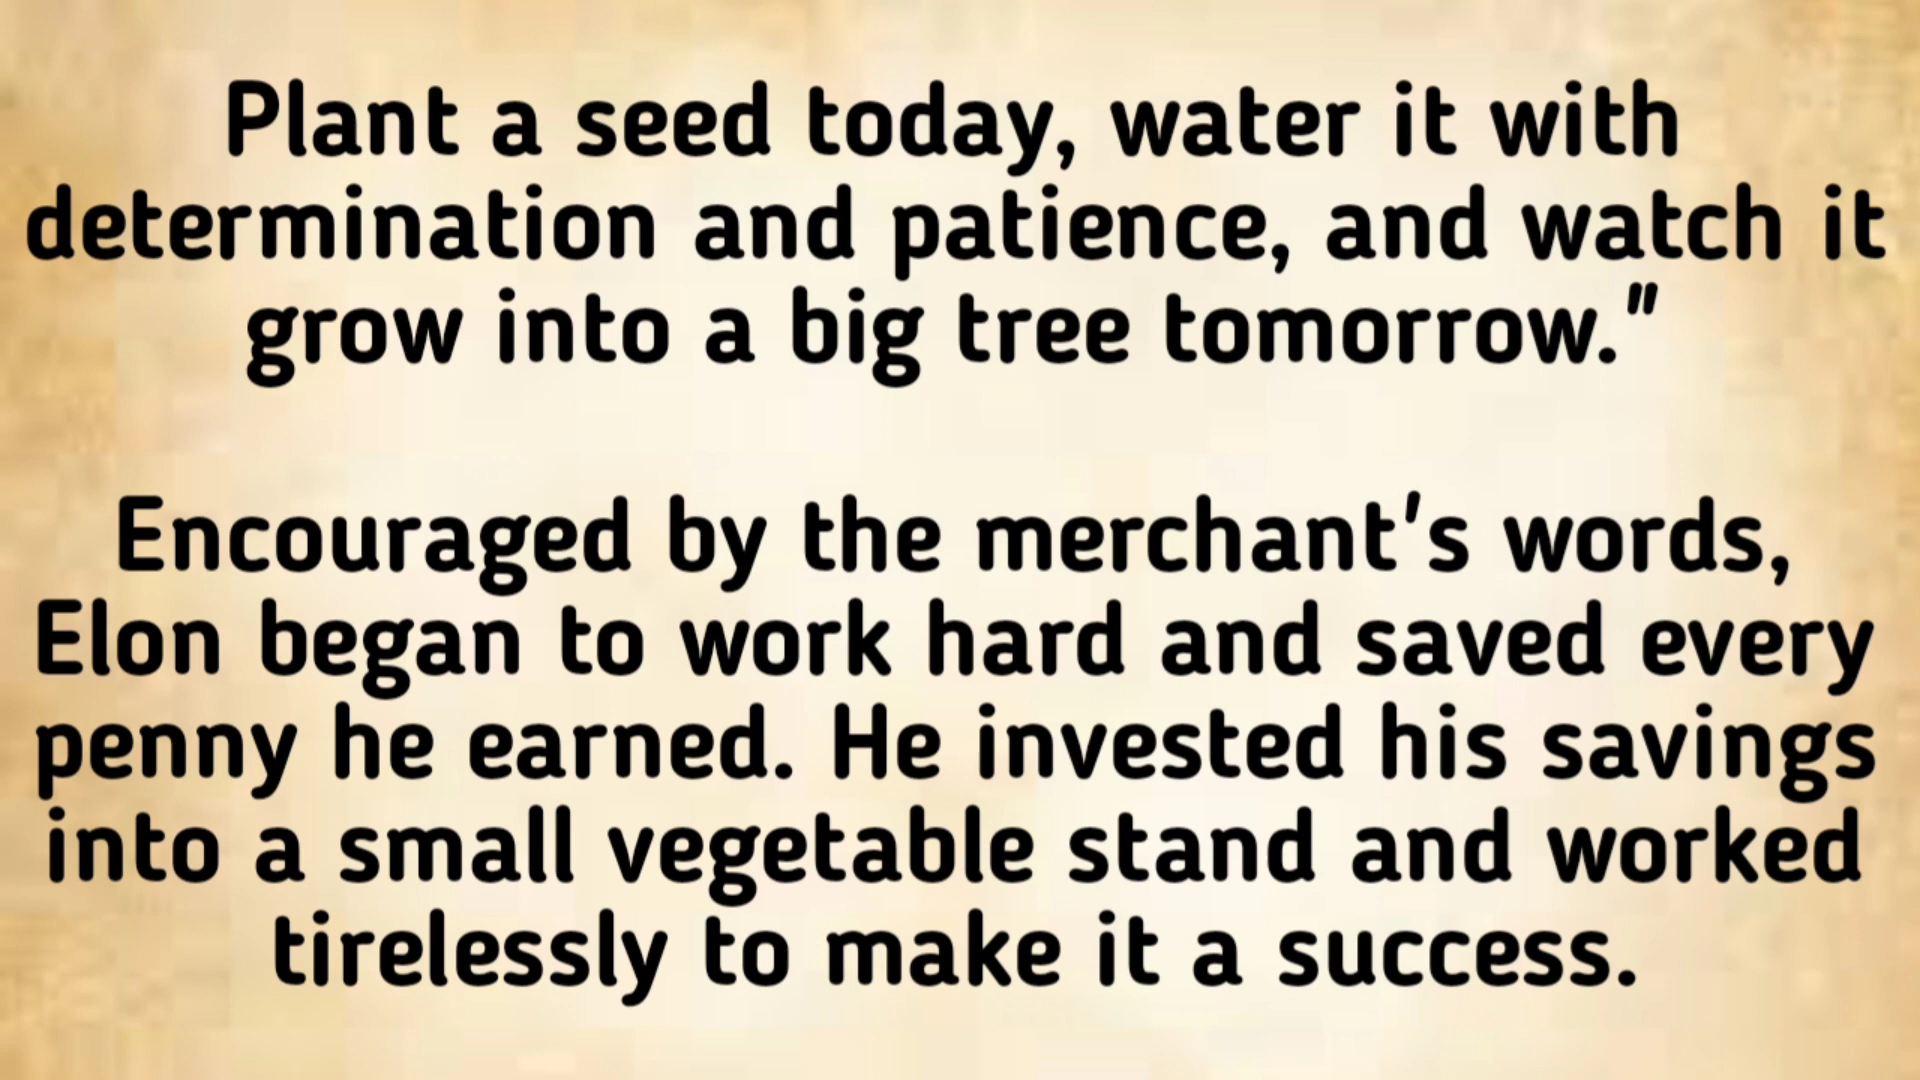 Plant a seed today, water it with
determination and patience, and watch it
grow into a big tree tomorrow."
Encouraged by the merchant's words,
Elon began to work hard and saved every
penny he earned. He invested his savings
into a small vegetable stand and worked
tirelessly to make it a success.